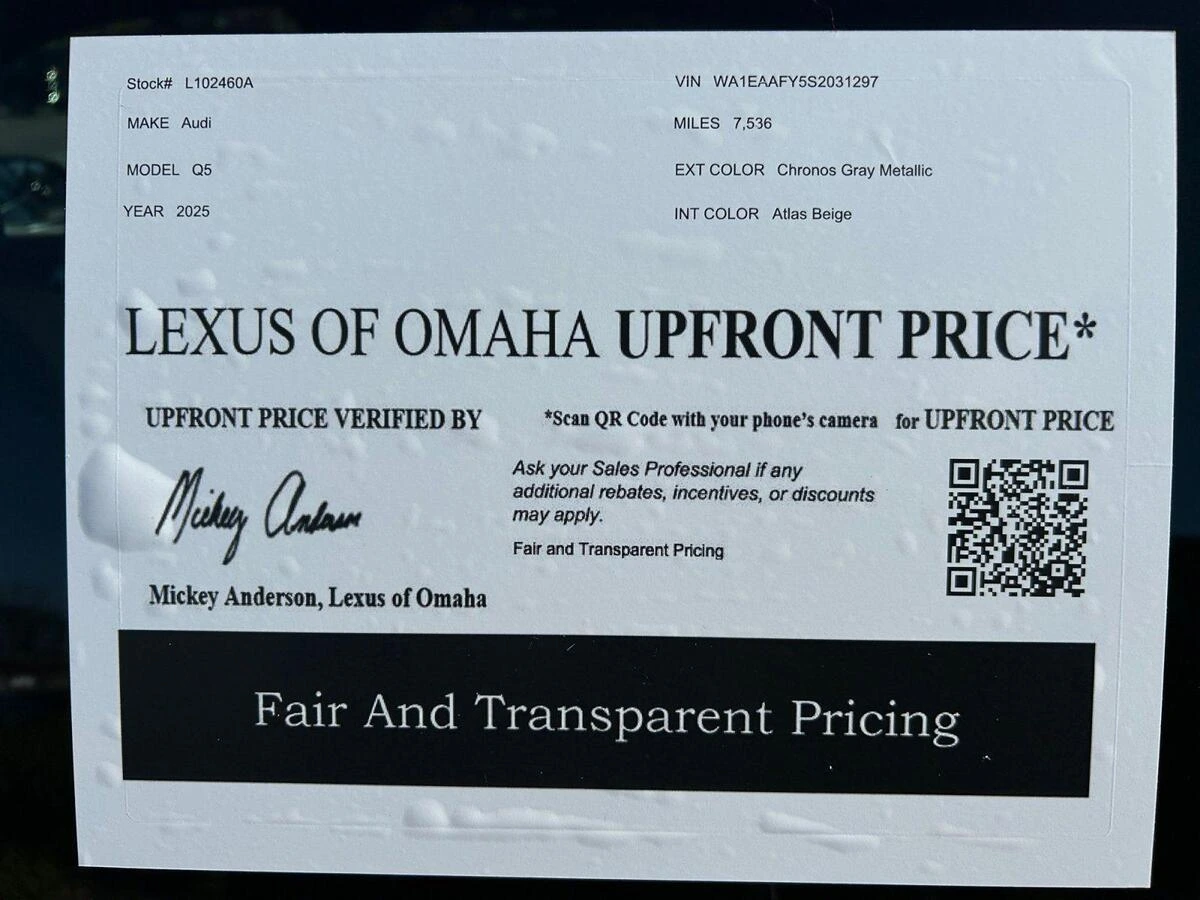 Stock# L102460A VIN WA1EAAFY5S2031297
MAKE Audi MILES 7,536
MODEL Q5 EXT COLOR Chronos Gray Metallic
YEAR 2025 INT COLOR Atlas Beige
LEXUS OF OMAHA UPFRONT PRICE*
UPFRONT PRICE VERIFIED BY *Scan QR Code with your phone's camera for UPFRONT PRICE
Mickey Anderson
Ask your Sales Professional if any
additional rebates, incentives, or discounts
may apply.
Fair and Transparent Pricing
Mickey Anderson, Lexus of Omaha
Fair And Transparent Pricing